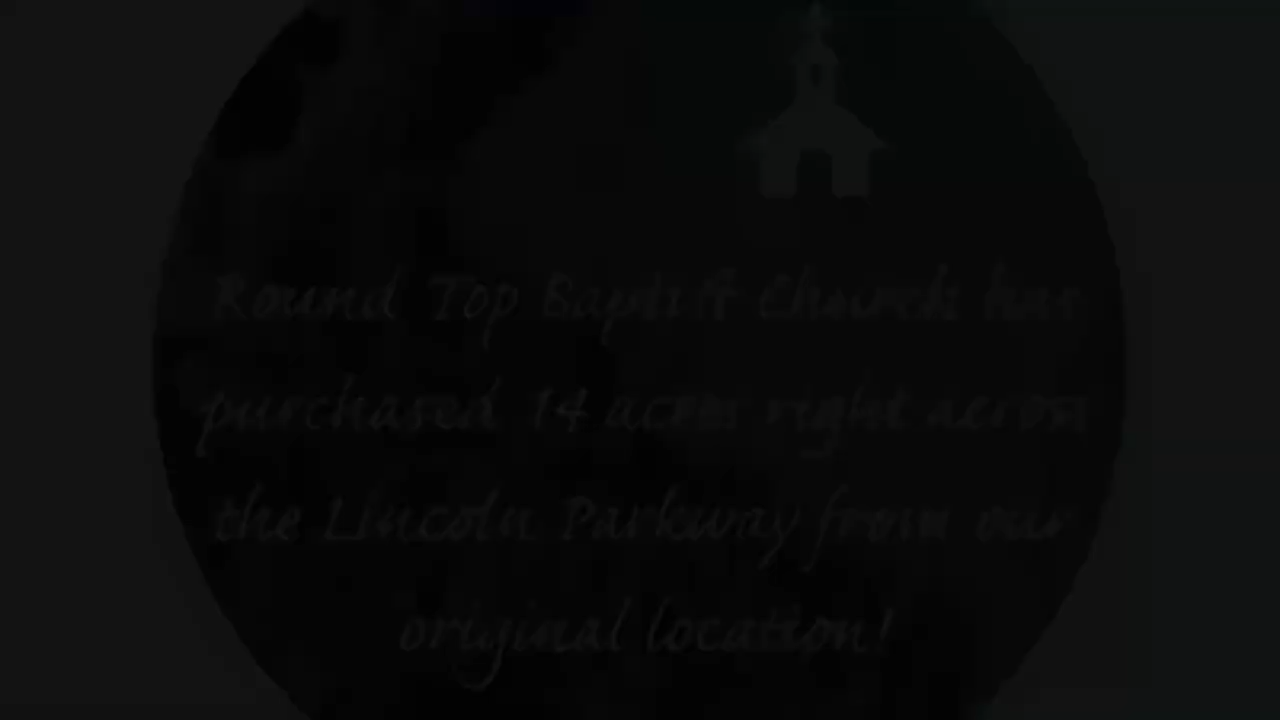 Round Top Baptist Church has
purchased 14 acres right across
the Lincoln Parkway from our
original location!